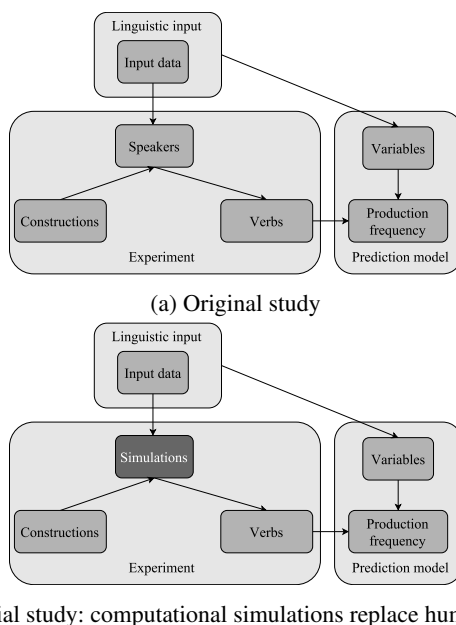 Linguistic input
Input data
Speakers
Variables
Constructions
Verbs
Production
frequency
Experiment
Prediction model
(a) Original study
Linguistic input
Input data
Simulations
Variables
Constructions
Verbs
Production
frequency
Experiment
Prediction model
study: computational simulations replace